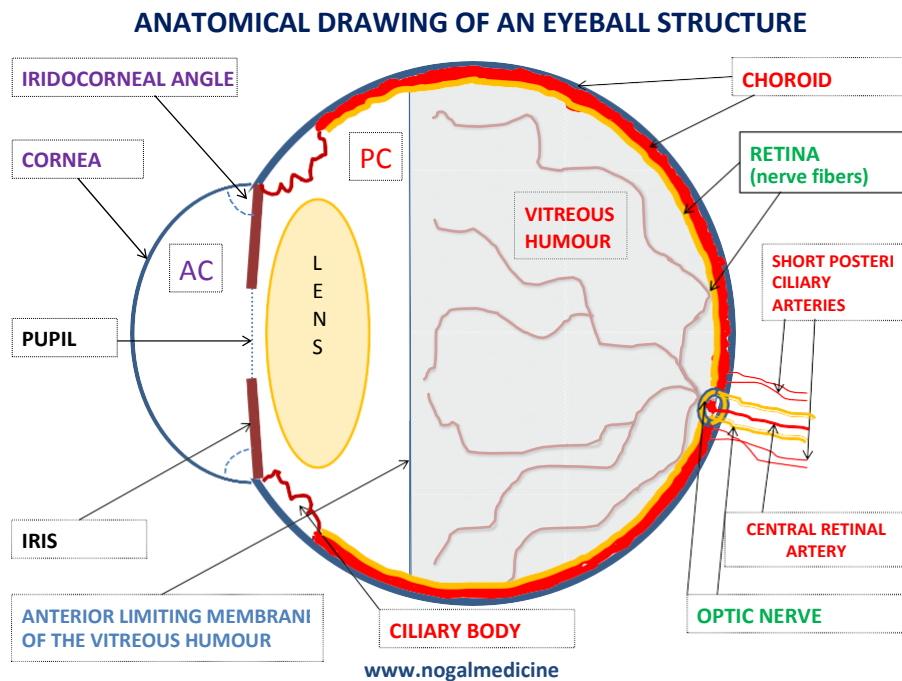 ANATOMICAL DRAWING OF AN EYEBALL STRUCTURE
IRIDOCORNEAL ANGLE
CHOROID
CORNEA
PC
RETINA
(nerve fibers)
VITREOUS
HUMOUR
AC
LENS
SHORT POSTERI
CILIARY
ARTERIES
PUPIL
IRIS
CENTRAL RETINAL
ARTERY
ANTERIOR LIMITING MEMBRANE
OF THE VITREOUS HUMOUR
CILIARY BODY
OPTIC NERVE
www.nogalmedicine